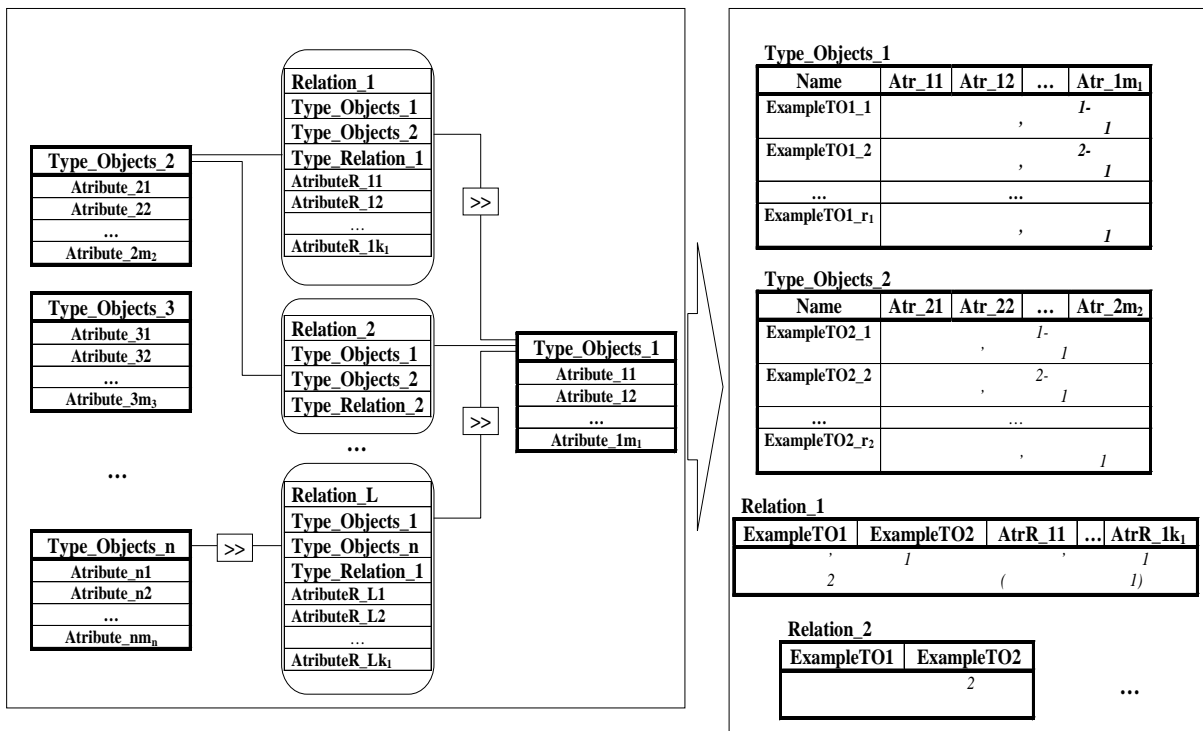 Type_Objects_2
Atribute_21
Atribute_22
...
Atribute_2m₂
Type_Objects_3
Atribute_31
Atribute_32
...
Atribute_3m₃
...
Type_Objects_n
Atribute_n1
Atribute_n2
...
Atribute_nmₙ
>>
Relation_1
Type_Objects_1
Type_Objects_2
Type_Relation_1
AtributeR_11
AtributeR_12
...
AtributeR_1k₁
Relation_2
Type_Objects_1
Type_Objects_2
Type_Relation_2
...
Relation_L
Type_Objects_1
Type_Objects_n
Type_Relation_1
AtributeR_L1
AtributeR_L2
...
AtributeR_Lk₁
>>
>>
Type_Objects_1
Atribute_11
Atribute_12
...
Atribute_1m₁
Type_Objects_1
Name Atr_11 Atr_12 ... Atr_1m₁
ExampleTO1_1 1-
, 1
ExampleTO1_2 2-
, 1
... ...
ExampleTO1_r₁
, 1
Type_Objects_2
Name Atr_21 Atr_22 ... Atr_2m₂
ExampleTO2_1 1-
, 1
ExampleTO2_2 2-
, 1
... ...
ExampleTO2_r₂
, 1
Relation_1
ExampleTO1 ExampleTO2 AtrR_11 ... AtrR_1k₁
, 1 , 1
2 ( 1)
Relation_2
ExampleTO1 ExampleTO2
2
...